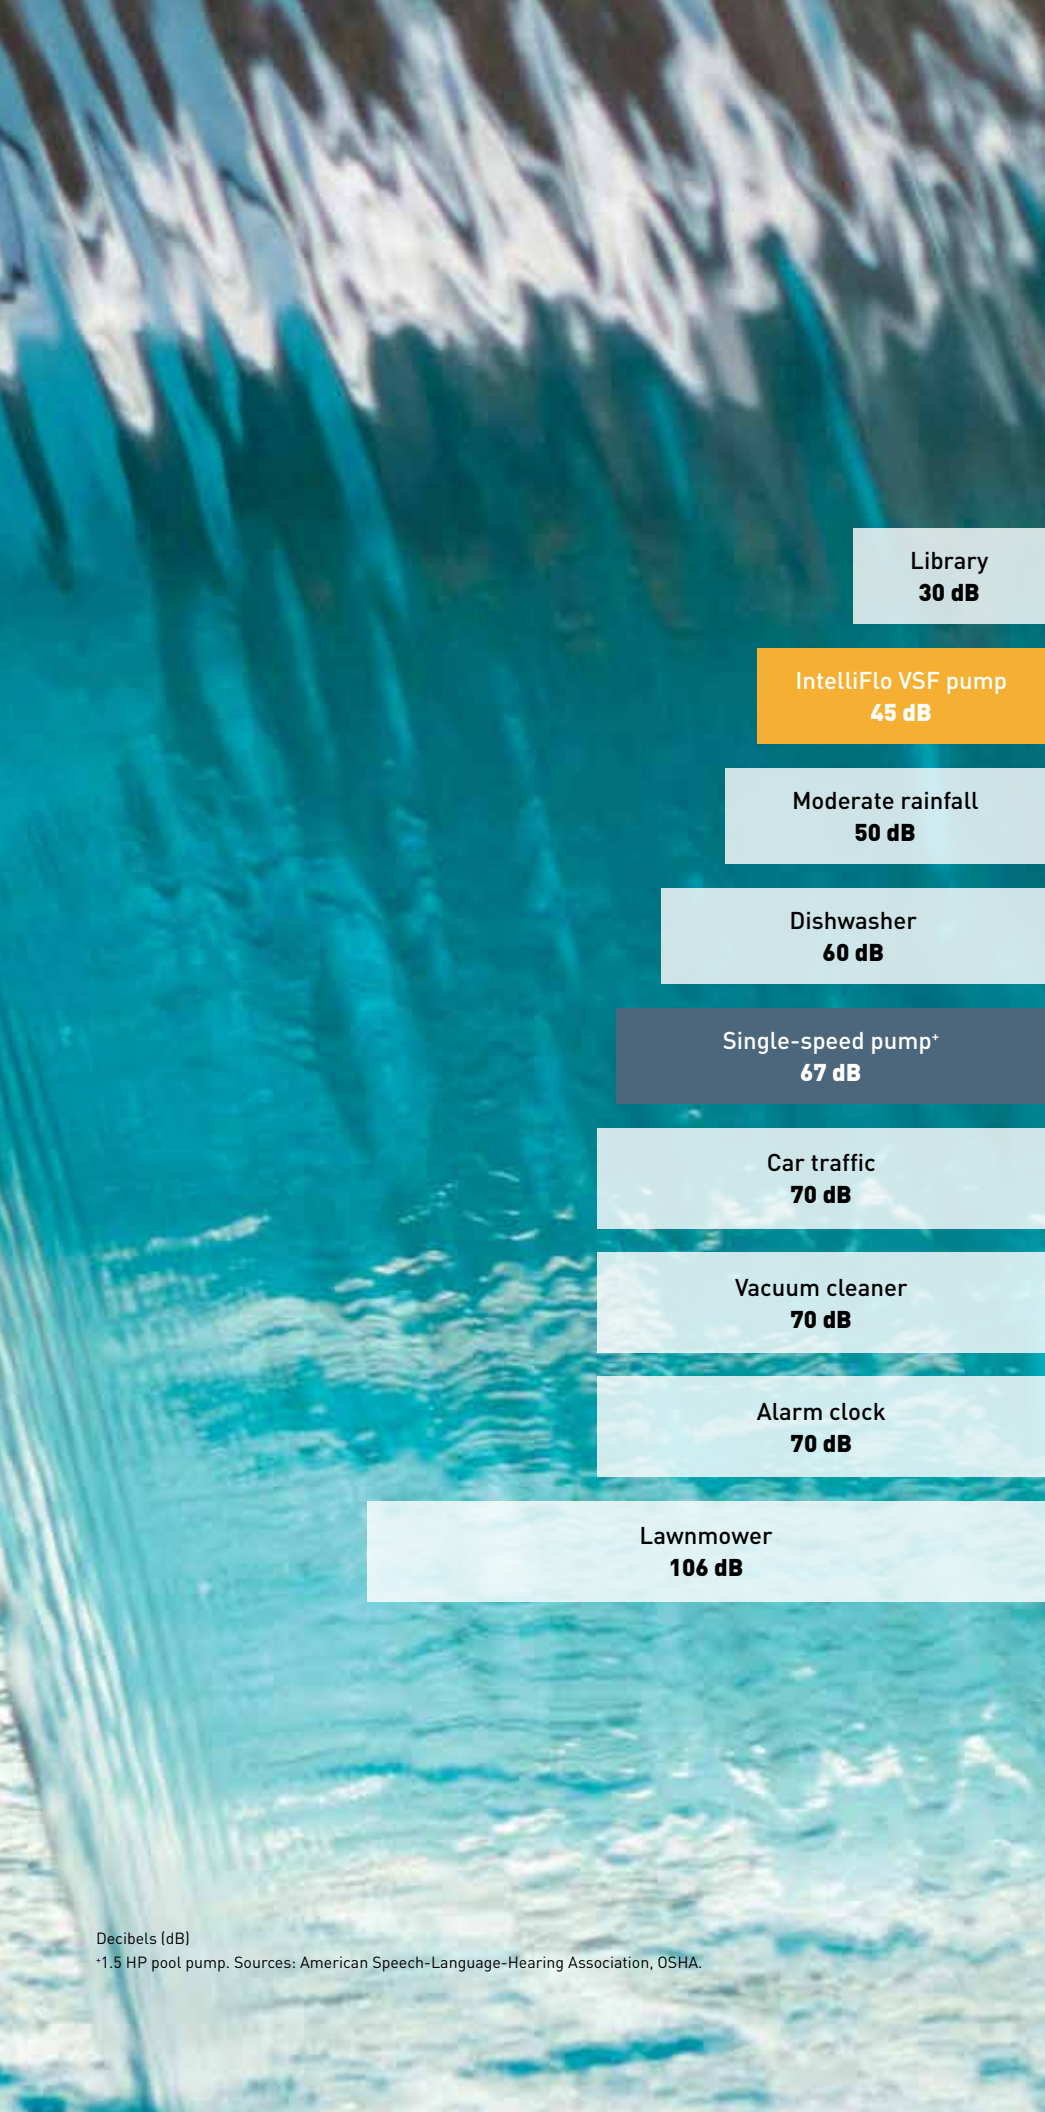 Library
30 dB
IntelliFlo VSF pump
45 dB
Moderate rainfall
50 dB
Dishwasher
60 dB
Single-speed pump⁺
67 dB
Car traffic
70 dB
Vacuum cleaner
70 dB
Alarm clock
70 dB
Lawnmower
106 dB
Decibels (dB)
⁺1.5 HP pool pump. Sources: American Speech-Language-Hearing Association, OSHA.